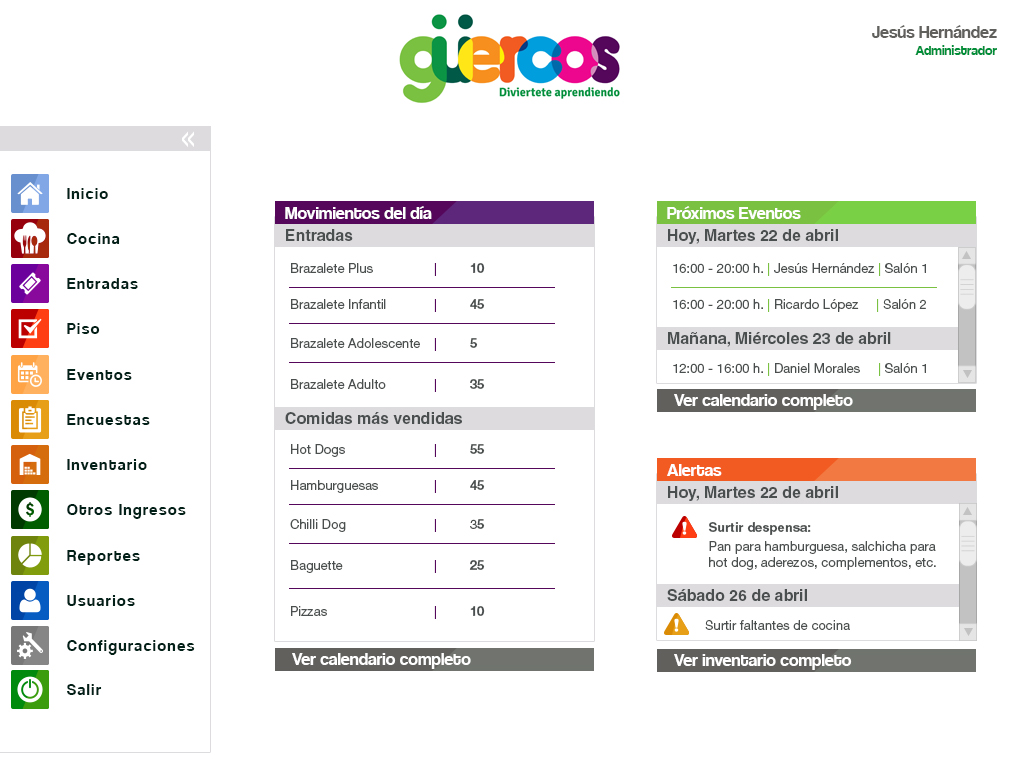 güercos
Diviertete aprendiendo
Jesús Hernández
Administrador
Inicio
Cocina
Entradas
Piso
Eventos
Encuestas
Inventario
Otros Ingresos
Reportes
Usuarios
Configuraciones
Salir
Movimientos del día
Entradas
Brazalete Plus | 10
Brazalete Infantil | 45
Brazalete Adolescente | 5
Brazalete Adulto | 35
Comidas más vendidas
Hot Dogs | 55
Hamburguesas | 45
Chilli Dog | 35
Baguette | 25
Pizzas | 10
Ver calendario completo
Próximos Eventos
Hoy, Martes 22 de abril
16:00 - 20:00 h. | Jesús Hernández | Salón 1
16:00 - 20:00 h. | Ricardo López | Salón 2
Mañana, Miércoles 23 de abril
12:00 - 16:00 h. | Daniel Morales | Salón 1
Ver calendario completo
Alertas
Hoy, Martes 22 de abril
Surtir despensa:
Pan para hamburguesa, salchicha para
hot dog, aderezos, complementos, etc.
Sábado 26 de abril
Surtir faltantes de cocina
Ver inventario completo